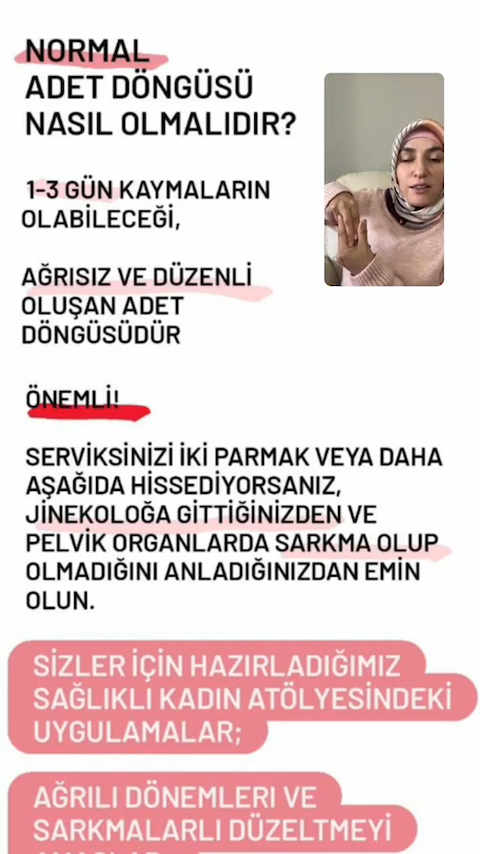 NORMAL
ADET DÖNGÜSÜ
NASIL OLMALIDIR?
1-3 GÜN KAYMALARIN
OLABİLECEĞİ,
AĞRISIZ VE DÜZENLİ
OLUŞAN ADET
DÖNGÜSÜDÜR
ÖNEMLİ!
SERVİKSİNİZİ İKİ PARMAK VEYA DAHA
AŞAĞIDA HİSSEDİYORSANIZ,
JİNEKOLOĞA GİTTİĞİNİZDEN VE
PELVİK ORGANLARDA SARKMA OLUP
OLMADIĞINI ANLADIĞINIZDAN EMİN
OLUN.
SİZLER İÇİN HAZIRLADIĞIMIZ
SAĞLIKLI KADIN ATÖLYESİNDEKİ
UYGULAMALAR;
AĞRILI DÖNEMLERI VE
SARKMALARLI DÜZELTMEYİ